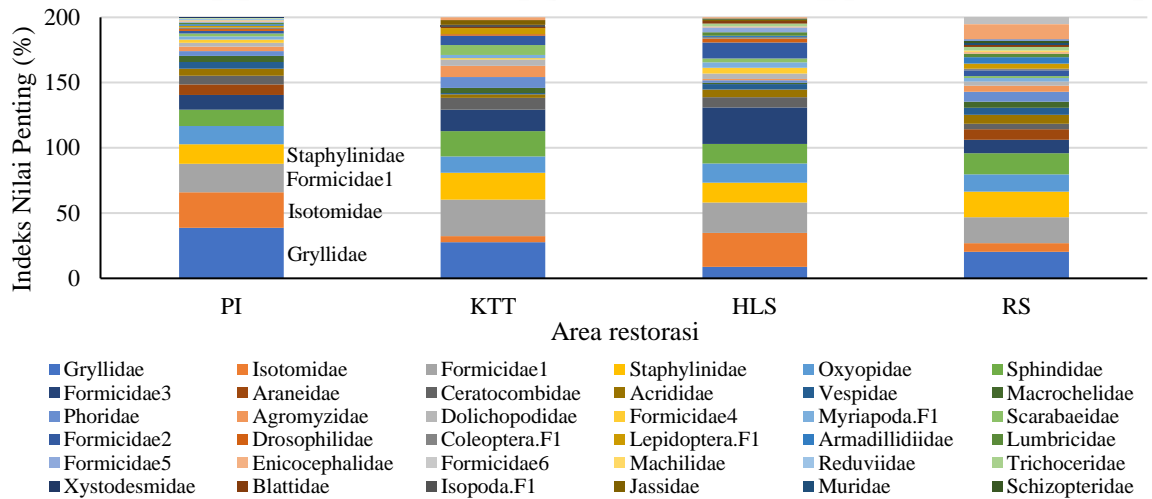 Indeks Nilai Penting (%)
200
150
100
50
0
Staphylinidae
Formicidae1
Isotomidae
Gryllidae
PI KTT HLS RS
Area restorasi
Gryllidae Isotomidae Formicidae1 Staphylinidae Oxyopidae Sphindidae
Formicidae3 Araneidae Ceratocombidae Acrididae Vespidae Macrochelidae
Phoridae Agromyzidae Dolichopodidae Formicidae4 Myriapoda.F1 Scarabaeidae
Formicidae2 Drosophilidae Coleoptera.F1 Lepidoptera.F1 Armadillidiidae Lumbricidae
Formicidae5 Enicocephalidae Formicidae6 Machilidae Reduviidae Trichoceridae
Xystodesmidae Blattidae Isopoda.F1 Jassidae Muridae Schizopteridae